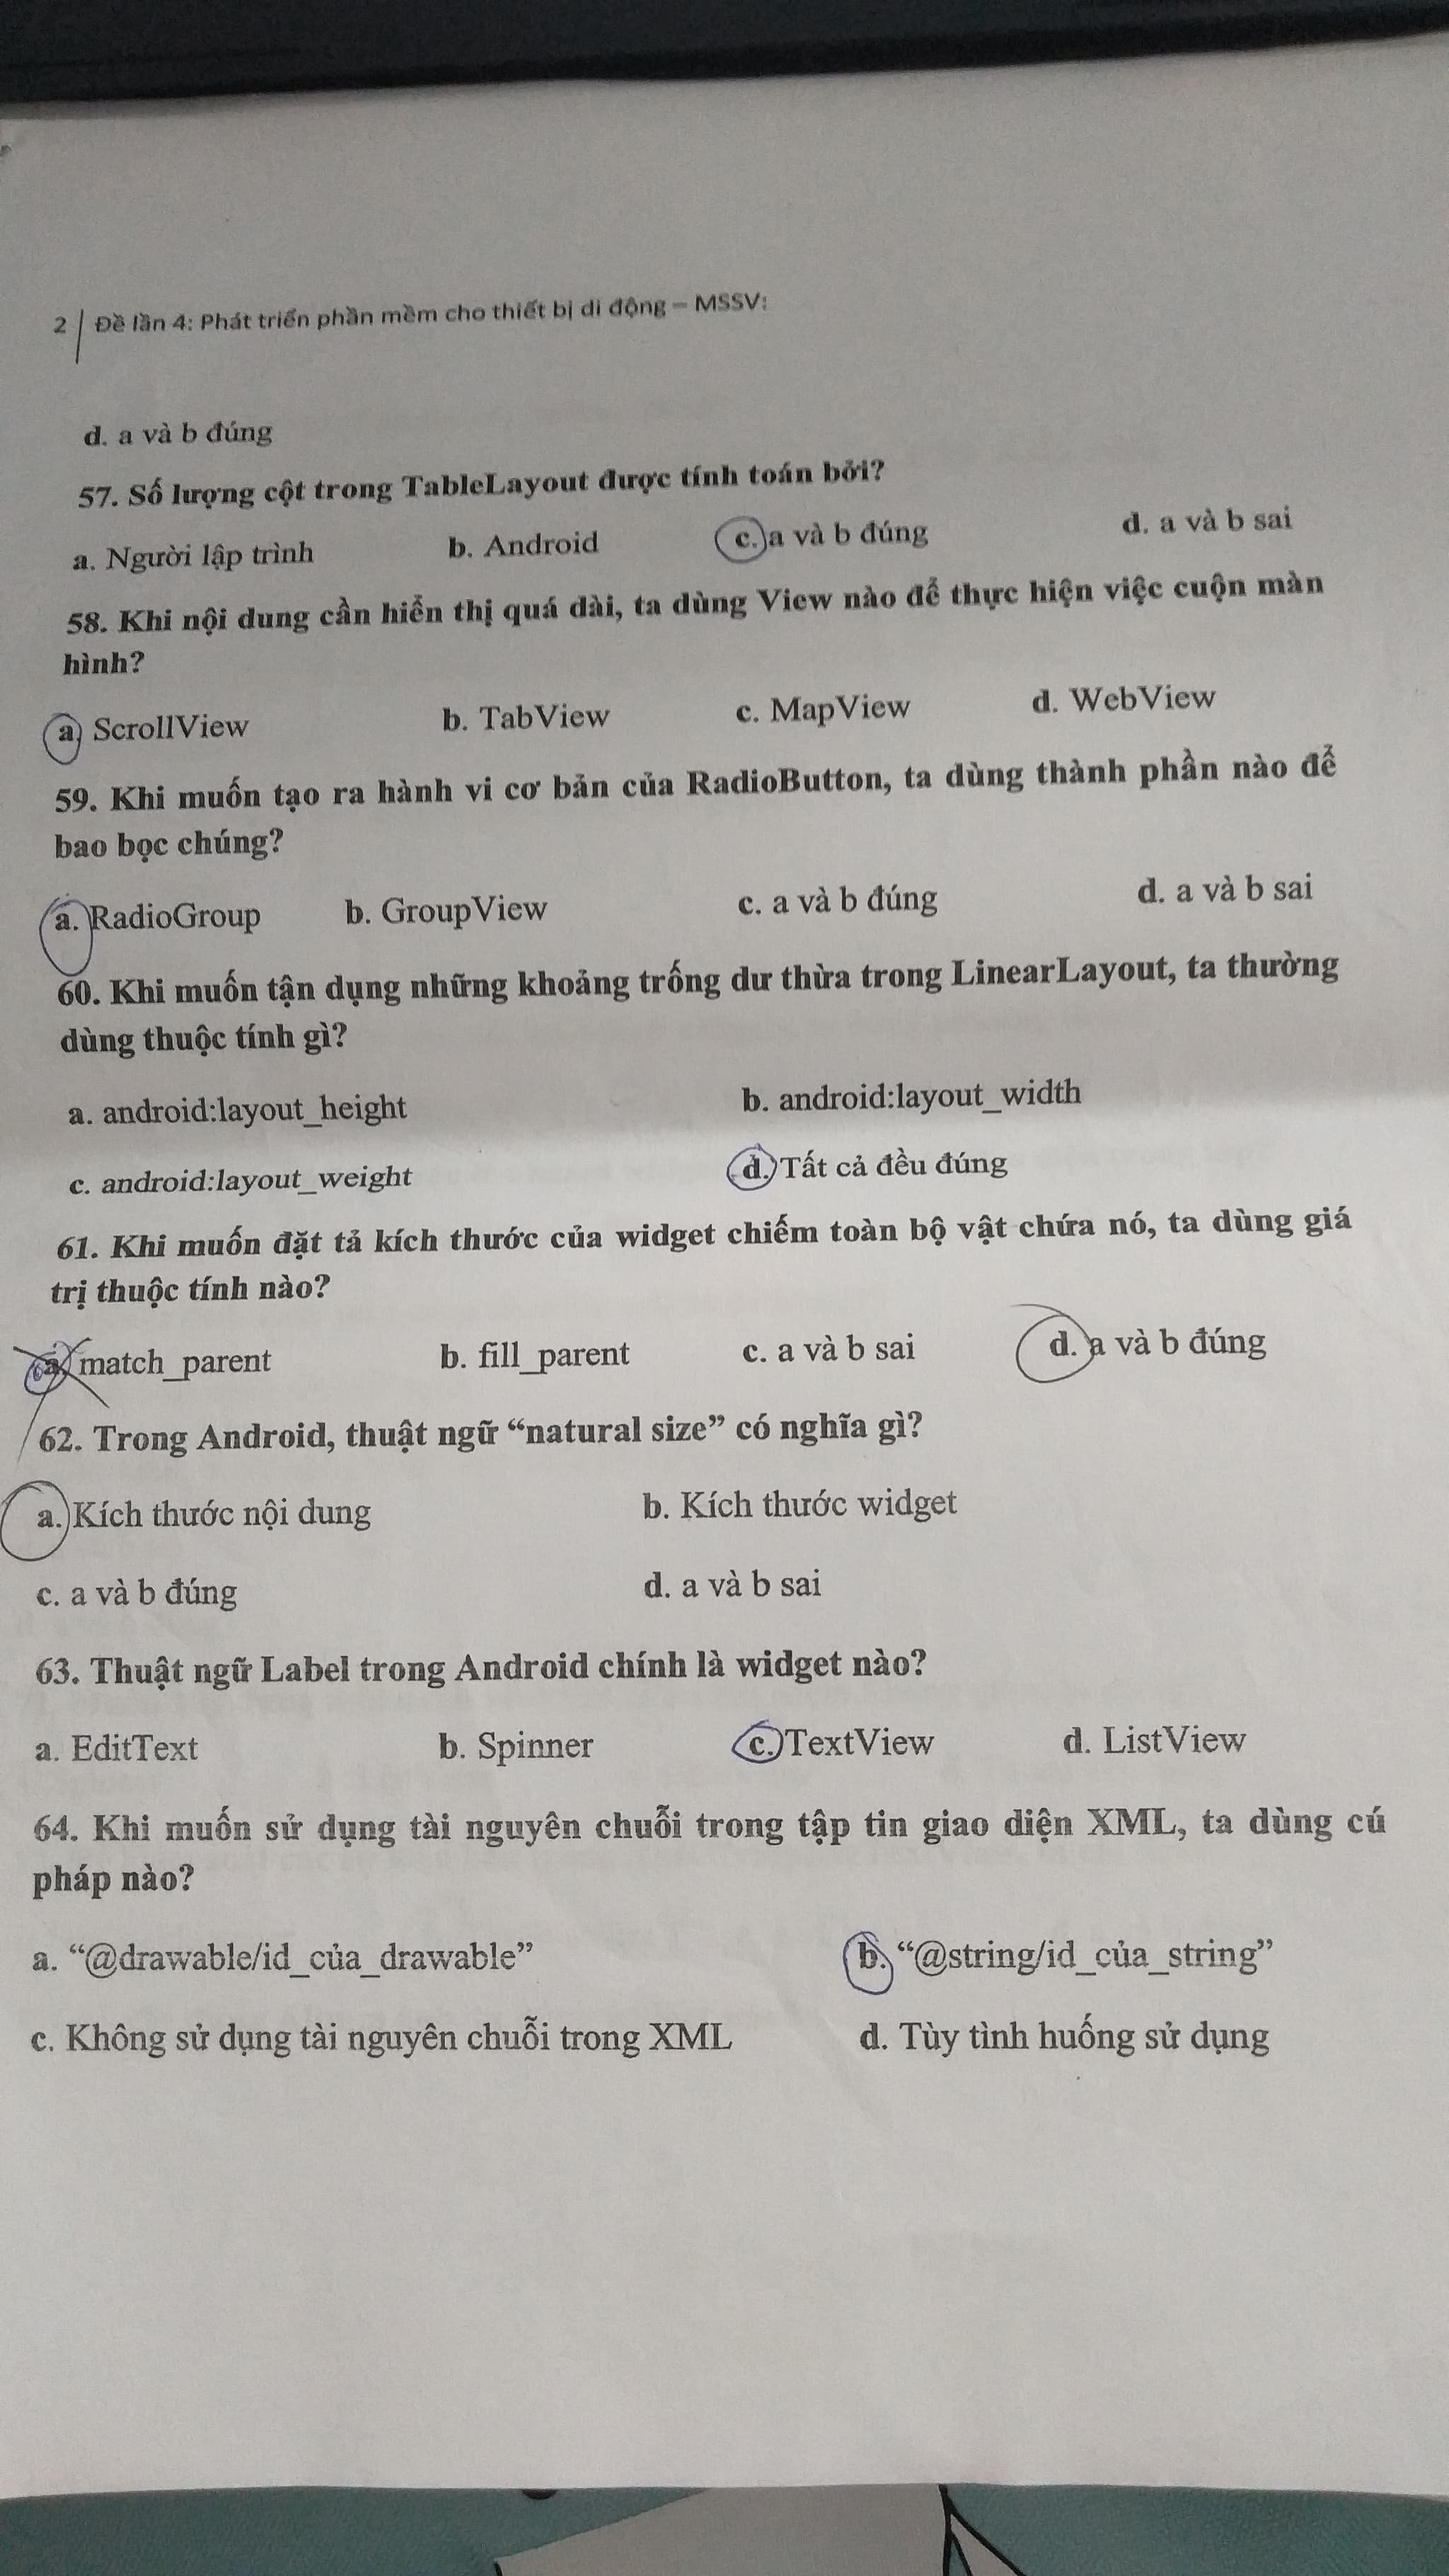 2 | Đề lần 4: Phát triển phần mềm cho thiết bị di động – MSSV:
d. a và b đúng
57. Số lượng cột trong TableLayout được tính toán bởi?
a. Người lập trình b. Android c. a và b đúng d. a và b sai
58. Khi nội dung cần hiển thị quá dài, ta dùng View nào để thực hiện việc cuộn màn
hình?
a. ScrollView b. TabView c. MapView d. WebView
59. Khi muốn tạo ra hành vi cơ bản của RadioButton, ta dùng thành phần nào để
bao bọc chúng?
a. RadioGroup b. GroupView c. a và b đúng d. a và b sai
60. Khi muốn tận dụng những khoảng trống dư thừa trong LinearLayout, ta thường
dùng thuộc tính gì?
a. android:layout_height b. android:layout_width
c. android:layout_weight d. Tất cả đều đúng
61. Khi muốn đặt tả kích thước của widget chiếm toàn bộ vật chứa nó, ta dùng giá
trị thuộc tính nào?
a. match_parent b. fill_parent c. a và b sai d. a và b đúng
62. Trong Android, thuật ngữ “natural size” có nghĩa gì?
a. Kích thước nội dung b. Kích thước widget
c. a và b đúng d. a và b sai
63. Thuật ngữ Label trong Android chính là widget nào?
a. EditText b. Spinner c. TextView d. ListView
64. Khi muốn sử dụng tài nguyên chuỗi trong tập tin giao diện XML, ta dùng cú
pháp nào?
a. “@drawable/id_của_drawable” b. “@string/id_của_string”
c. Không sử dụng tài nguyên chuỗi trong XML d. Tùy tình huống sử dụng